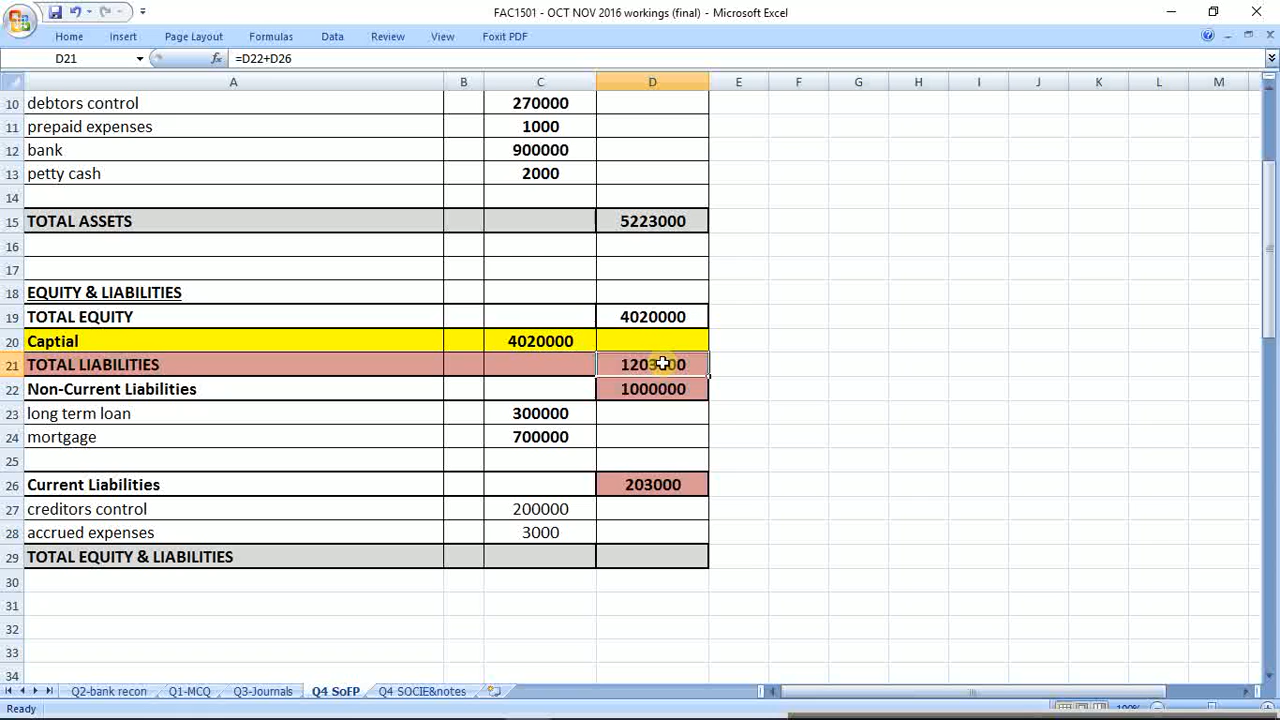 FAC1501 - OCT NOV 2016 workings (final) - Microsoft Excel
Home Insert Page Layout Formulas Data Review View Foxit PDF
D21 fx =D22+D26
A B C D E F G H I J K L M
10 debtors control 270000
11 prepaid expenses 1000
12 bank 900000
13 petty cash 2000
14
15 TOTAL ASSETS 5223000
16
17
18 EQUITY & LIABILITIES
19 TOTAL EQUITY 4020000
20 Captial 4020000
21 TOTAL LIABILITIES 1203000
22 Non-Current Liabilities 1000000
23 long term loan 300000
24 mortgage 700000
25
26 Current Liabilities 203000
27 creditors control 200000
28 accrued expenses 3000
29 TOTAL EQUITY & LIABILITIES
30
31
32
33
34
Q2-bank recon Q1-MCQ Q3-Journals Q4 SoFP Q4 SOCIE&notes
Ready 100%